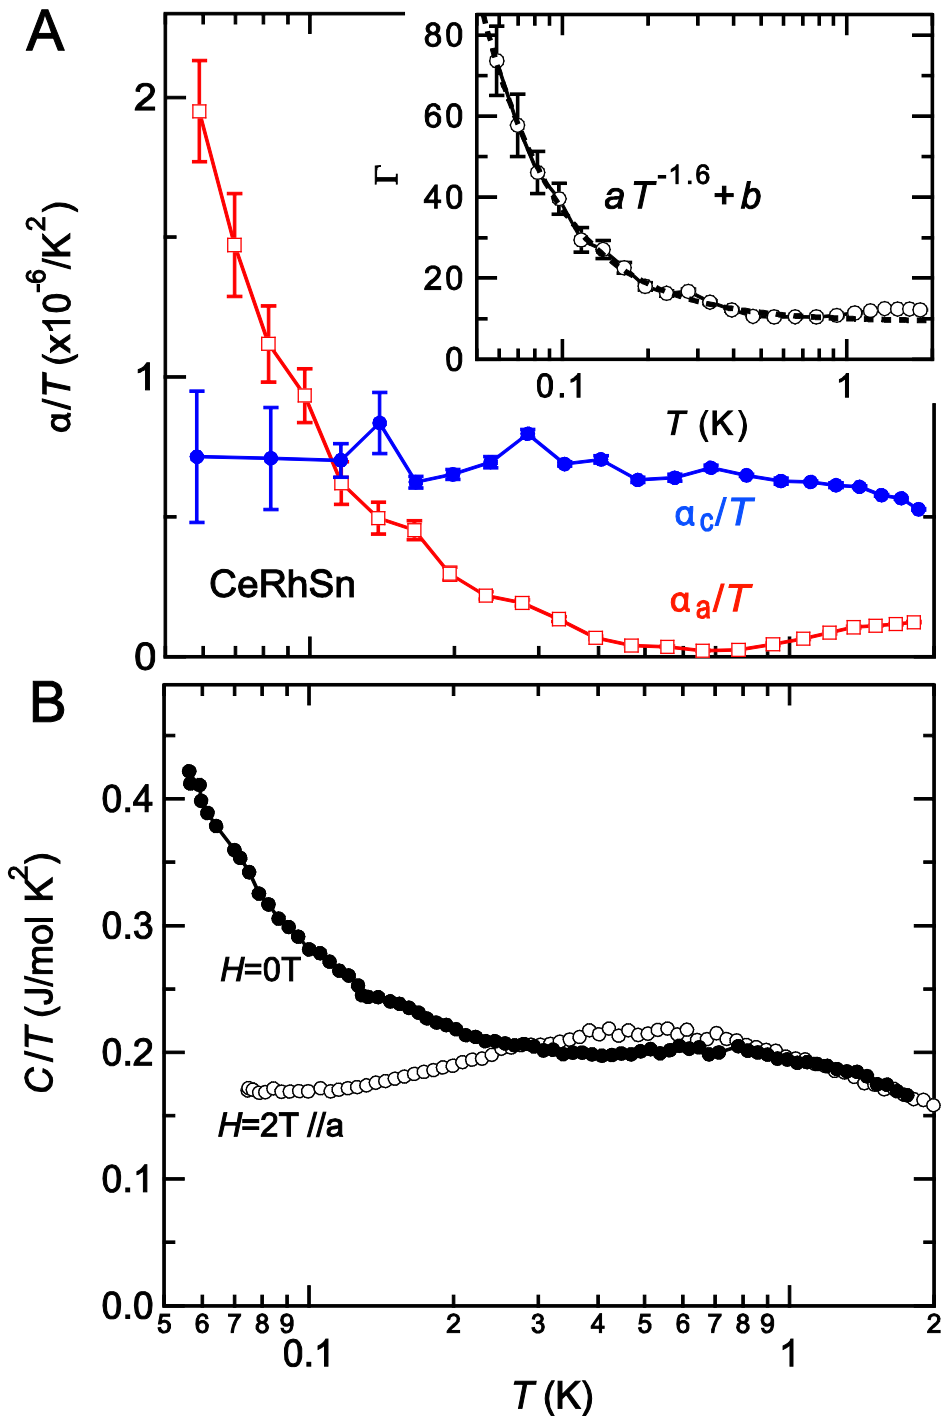 A
α/T (x10⁻⁶/K²)
2
1
0
Γ
80
60
40
20
0
aT⁻¹·⁶+b
0.1
1
T (K)
αc/T
αa/T
CeRhSn
B
C/T (J/mol K²)
0.4
0.3
0.2
0.1
0.0
H=0T
H=2T //a
5 6 7 8 9 2 3 4 5 6 7 8 9 2
0.1 1
T (K)